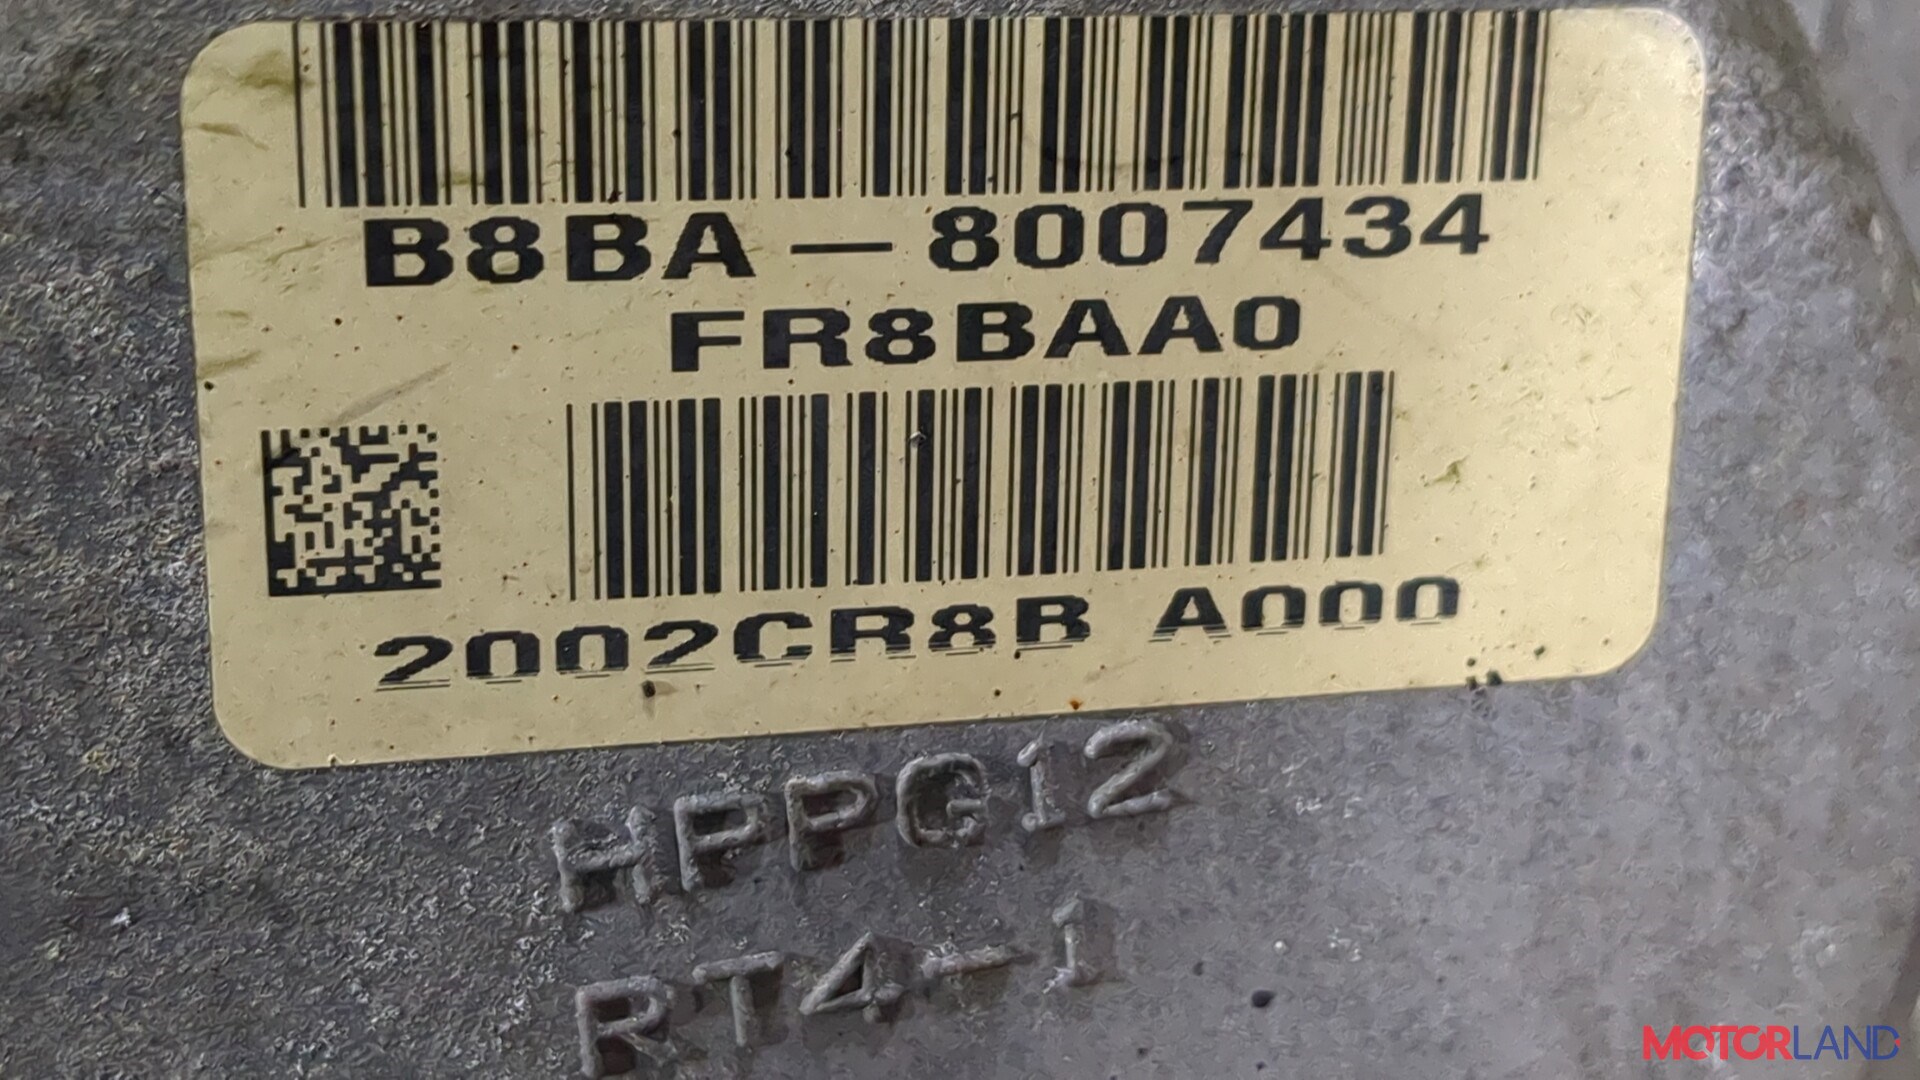 B8BA-8007434
FR8BAA0
2002CR8B A000
HPPG12
RT4-1
MOTORLAND